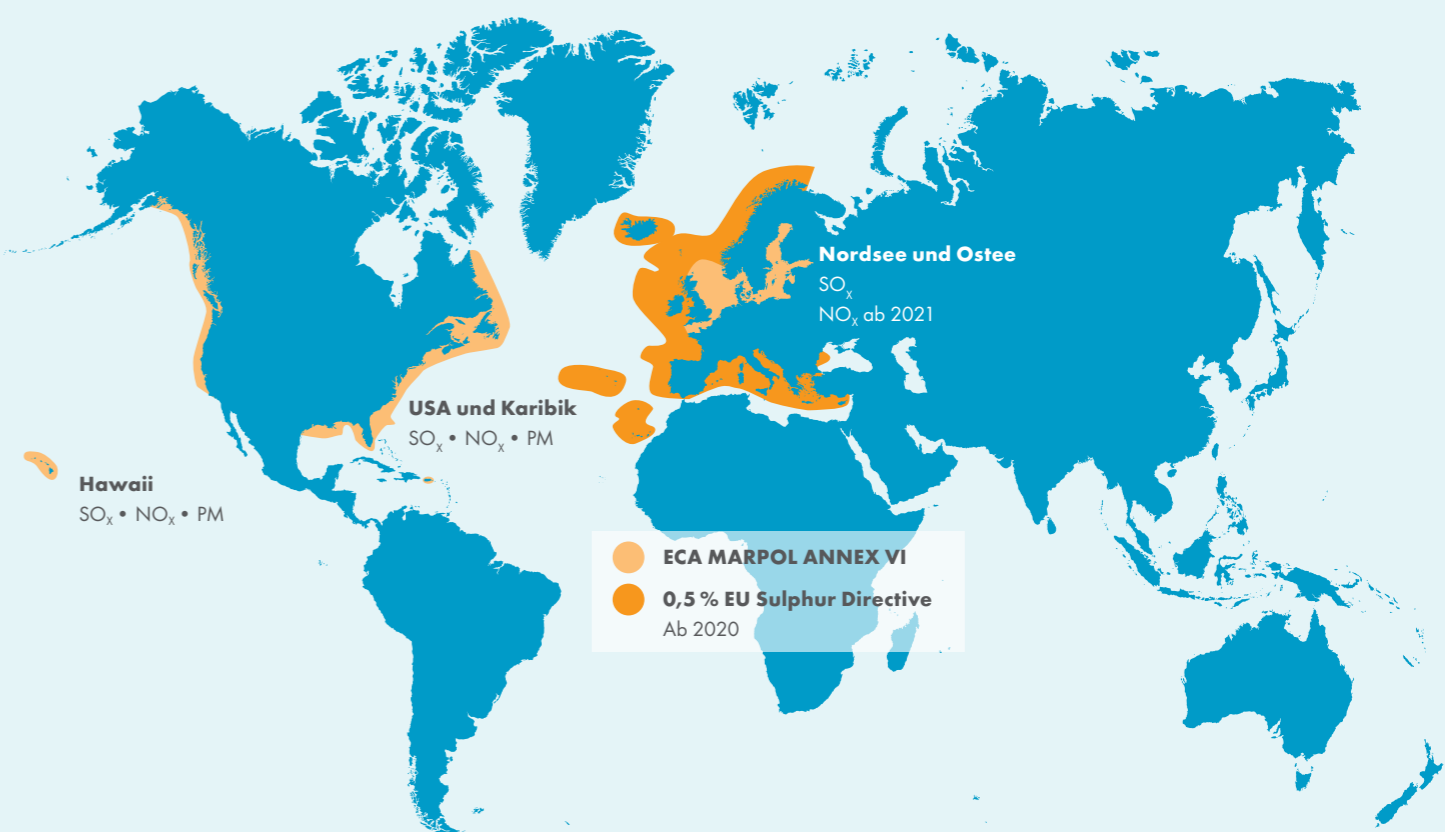 Nordsee und Ostee
SOx
NOx ab 2021
USA und Karibik
SOx • NOx • PM
Hawaii
SOx • NOx • PM
ECA MARPOL ANNEX VI
0,5 % EU Sulphur Directive
Ab 2020